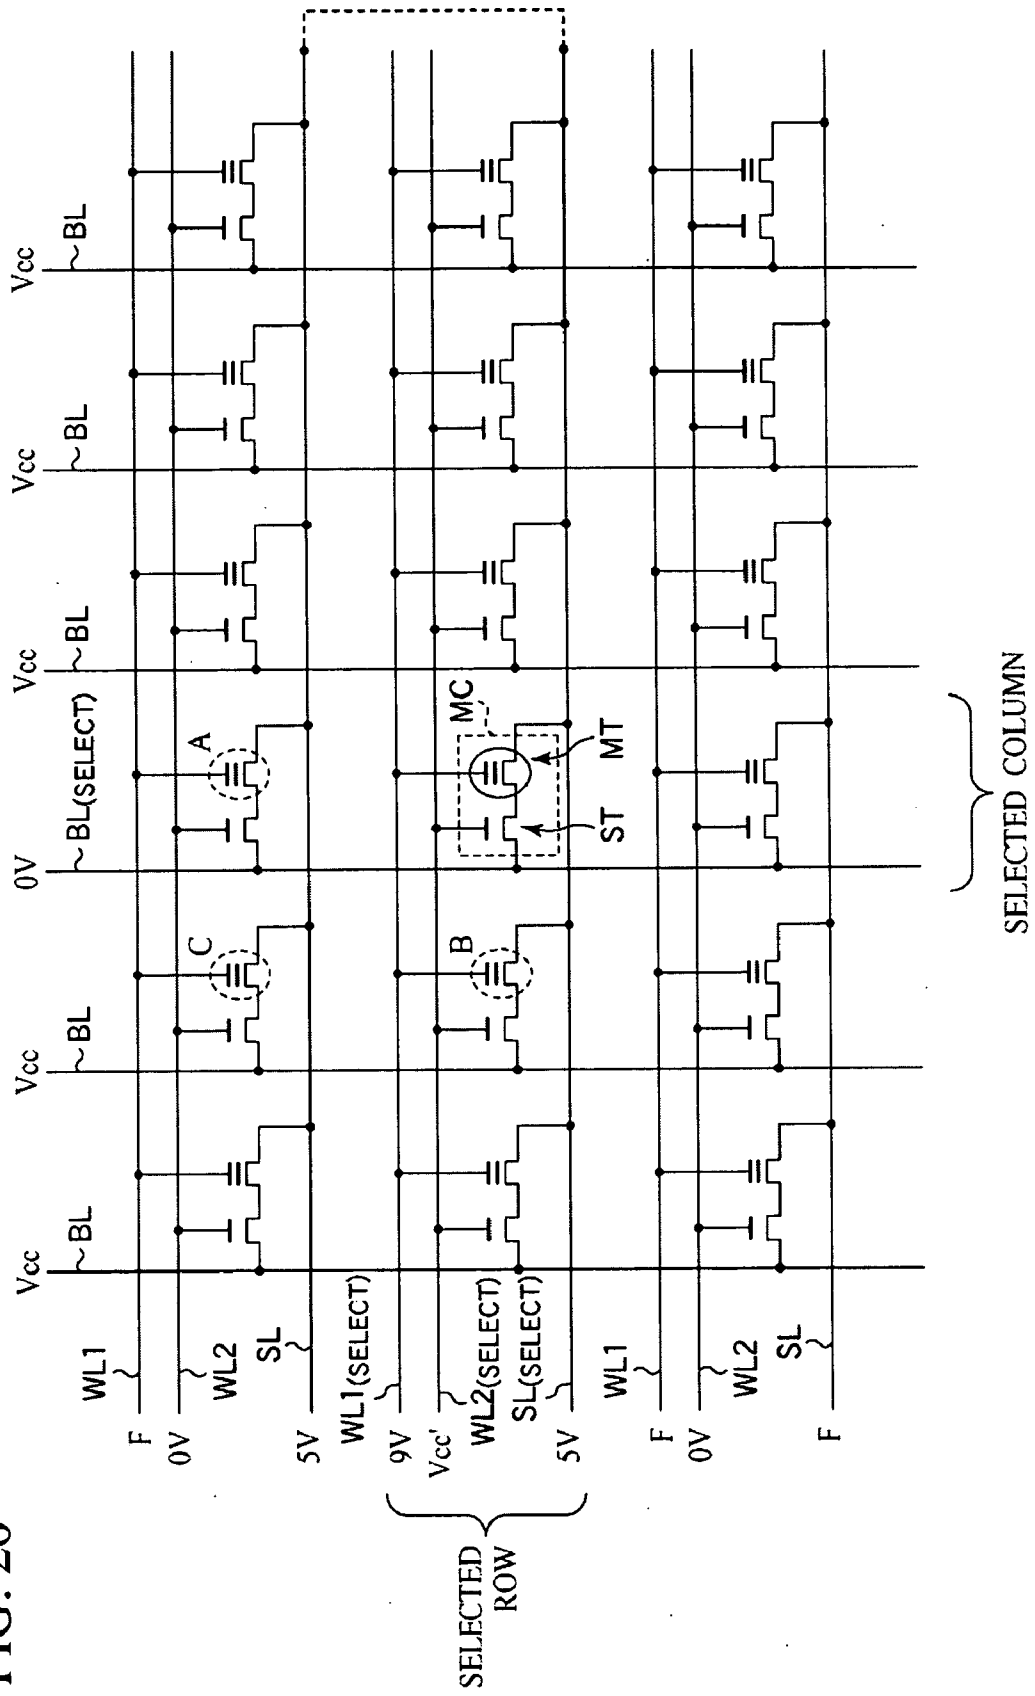 FIG.
Vcc Vcc 0V Vcc Vcc Vcc
BL BL BL(SELECT) BL BL BL
WL1
F
0V
WL2
C A
SL
5V
WL1(SELECT)
9V
Vcc'
WL2(SELECT)
B MC
SL(SELECT)
5V
SELECTED
ROW
ST MT
WL1
F
0V
WL2
SL
F
SELECTED COLUMN